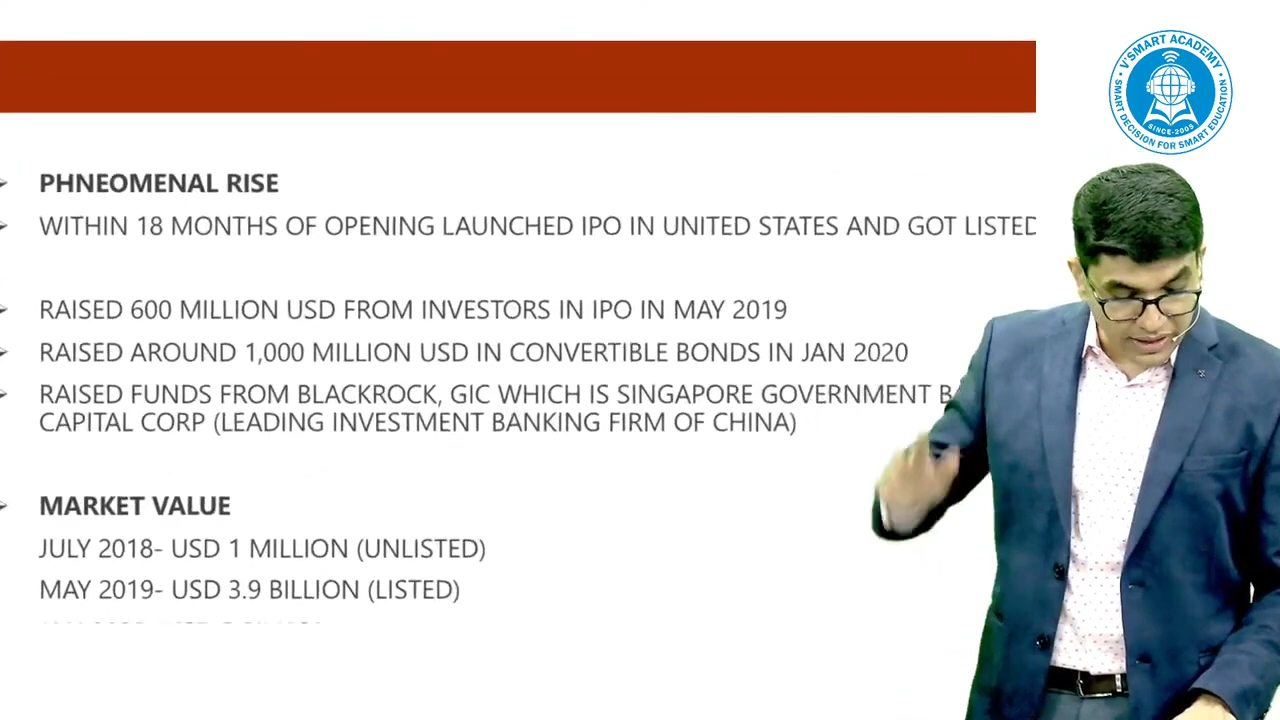 V'SMART ACADEMY
SMART DECISION FOR SMART EDUCATION
SINCE-2005
PHNEOMENAL RISE
WITHIN 18 MONTHS OF OPENING LAUNCHED IPO IN UNITED STATES AND GOT LISTED
RAISED 600 MILLION USD FROM INVESTORS IN IPO IN MAY 2019
RAISED AROUND 1,000 MILLION USD IN CONVERTIBLE BONDS IN JAN 2020
RAISED FUNDS FROM BLACKROCK, GIC WHICH IS SINGAPORE GOVERNMENT
CAPITAL CORP (LEADING INVESTMENT BANKING FIRM OF CHINA)
MARKET VALUE
JULY 2018- USD 1 MILLION (UNLISTED)
MAY 2019- USD 3.9 BILLION (LISTED)